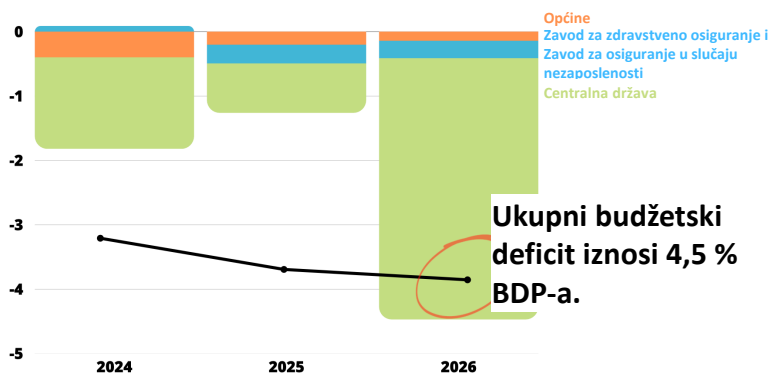 Općine
Zavod za zdravstveno osiguranje i
Zavod za osiguranje u slučaju
nezaposlenosti
Centralna država
0
-1
-2
-3
-4
-5
Ukupni budžetski
deficit iznosi 4,5 %
BDP-a.
2024
2025
2026